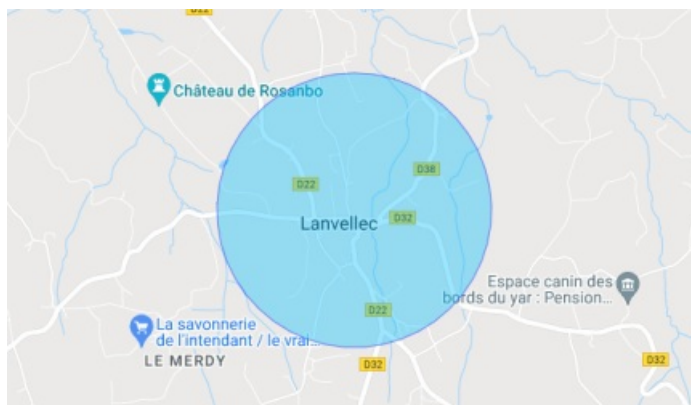 D22
Château de Rosanbo
D38
D22
D32
Lanvellec
Espace canin des
bords du yar : Pension...
D22
La savonnerie
de l'intendant / le vrai...
LE MERDY
D32
D32